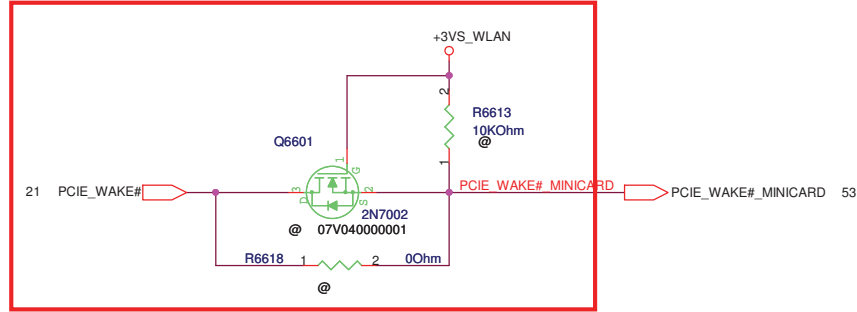 +3VS_WLAN
2
R6613
10KOhm
@
1
Q6601
1
G
21 PCIE_WAKE#
3
D
2
S
PCIE_WAKE#_MINICARD
PCIE_WAKE#_MINICARD 53
2N7002
@ 07V040000001
R6618 1 2 0Ohm
@